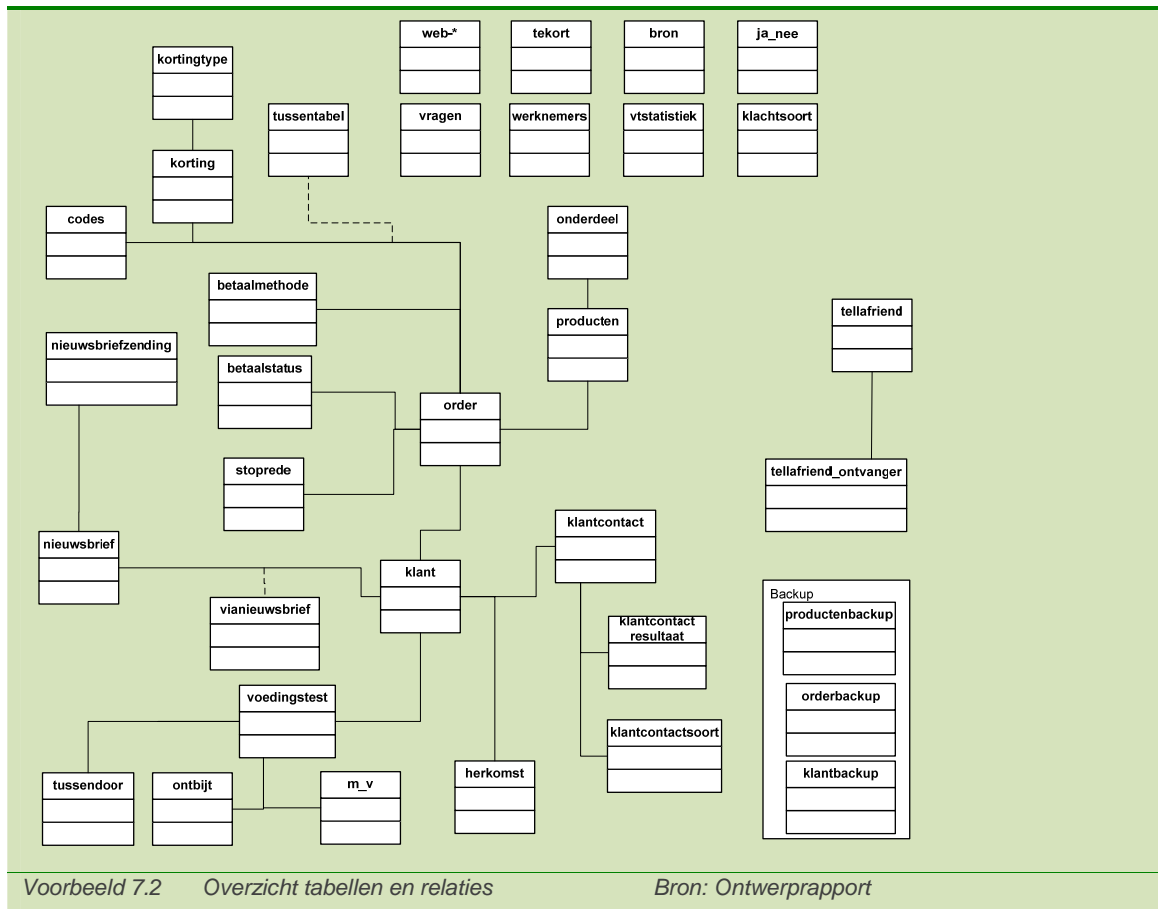 web-*
tekort
bron
ja_nee
kortingtype
tussentabel
vragen
werknemers
vtstatistiek
klachtsoort
korting
codes
onderdeel
betaalmethode
producten
tellafriend
nieuwsbriefzending
betaalstatus
order
stoprede
tellafriend_ontvanger
klantcontact
nieuwsbrief
klant
Backup
vianieuwsbrief
productenbackup
klantcontact
resultaat
voedingstest
orderbackup
klantcontactsoort
tussendoor
ontbijt
m_v
herkomst
klantbackup
Voorbeeld 7.2 Overzicht tabellen en relaties Bron: Ontwerprapport